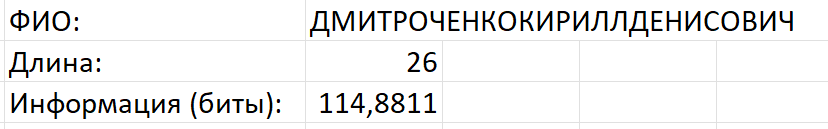 ФИО: ДМИТРОЧЕНКОКИРИЛЛДЕНИСОВИЧ
Длина: 26
Информация (биты): 114,8811